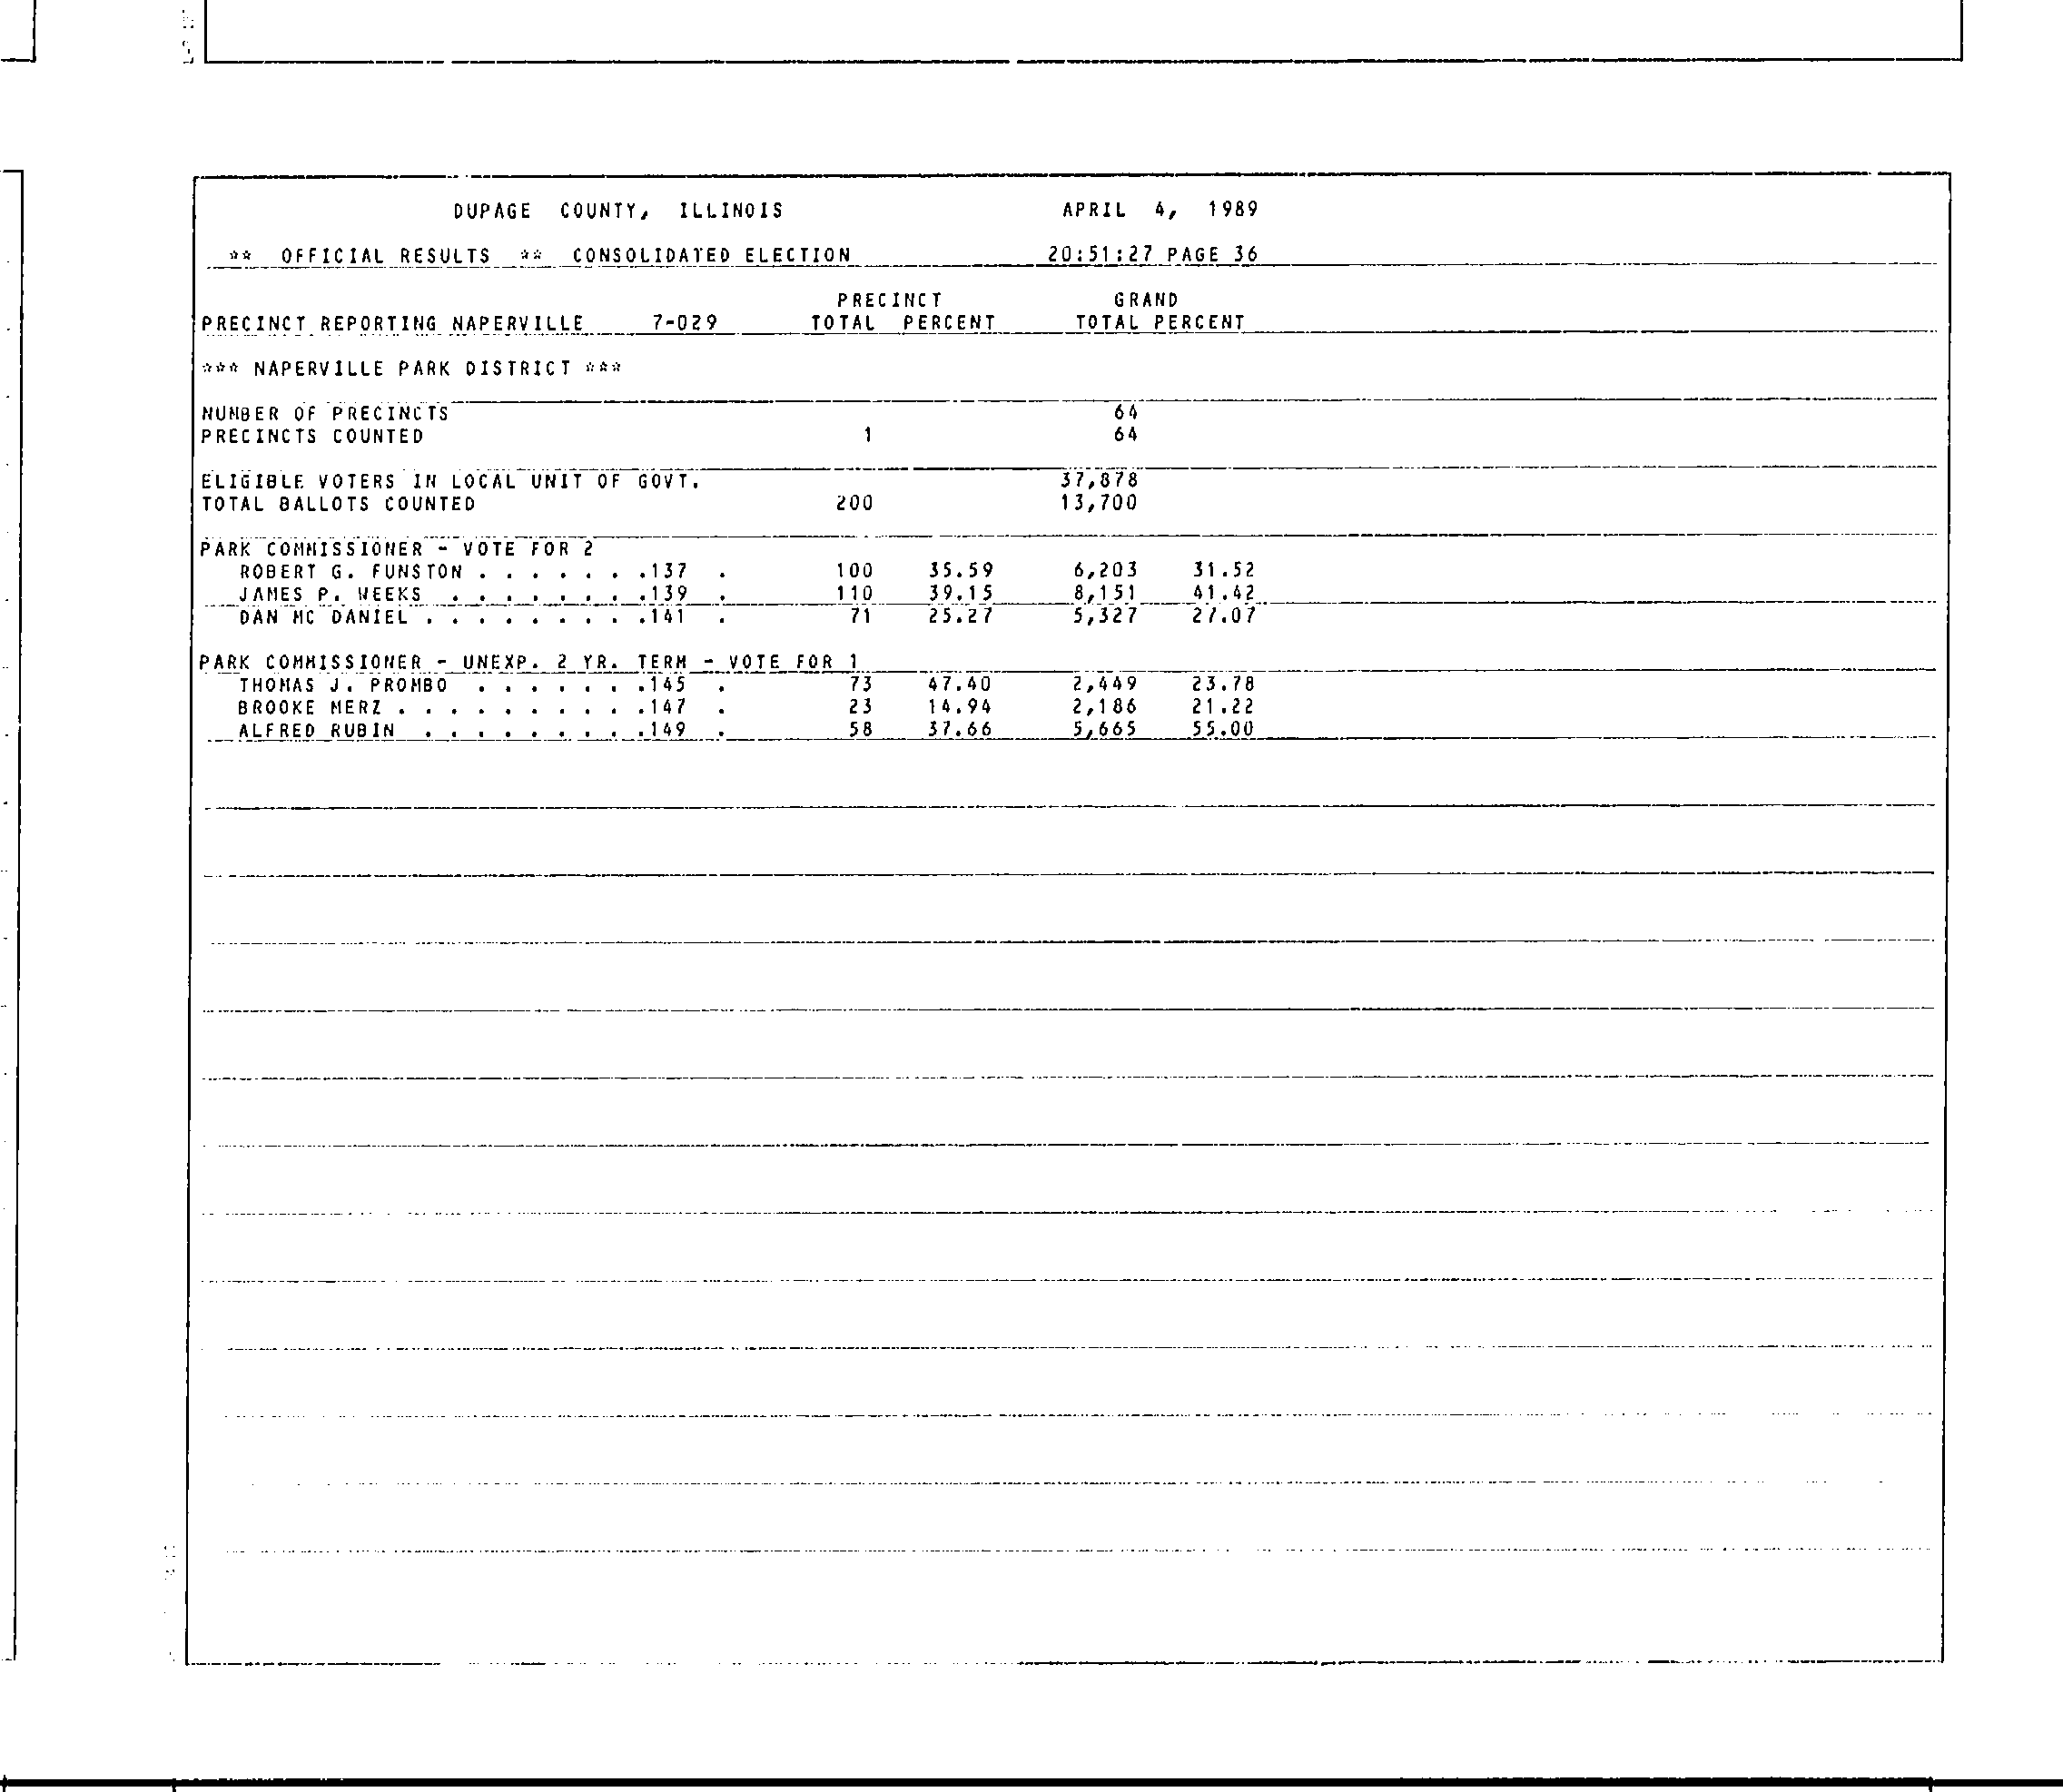 DUPAGE COUNTY, ILLINOIS APRIL 4, 1989
** OFFICIAL RESULTS ** CONSOLIDATED ELECTION 20:51:27 PAGE 36
PRECINCT GRAND
PRECINCT REPORTING NAPERVILLE 7-029 TOTAL PERCENT TOTAL PERCENT
*** NAPERVILLE PARK DISTRICT ***
NUMBER OF PRECINCTS 64
PRECINCTS COUNTED 1 64
ELIGIBLE VOTERS IN LOCAL UNIT OF GOVT. 37,878
TOTAL BALLOTS COUNTED 200 13,700
PARK COMMISSIONER - VOTE FOR 2
ROBERT G. FUNSTON . . . . . . .137 . 100 35.59 6,203 31.52
JAMES P. WEEKS . . . . . . . .139 . 110 39.15 8,151 41.42
DAN MC DANIEL . . . . . . . . .141 . 71 25.27 5,327 27.07
PARK COMMISSIONER - UNEXP. 2 YR. TERM - VOTE FOR 1
THOMAS J. PROMBO . . . . . . .145 . 73 47.40 2,449 23.78
BROOKE MERZ . . . . . . . . . .147 . 23 14.94 2,186 21.22
ALFRED RUBIN . . . . . . . . .149 . 58 37.66 5,665 55.00